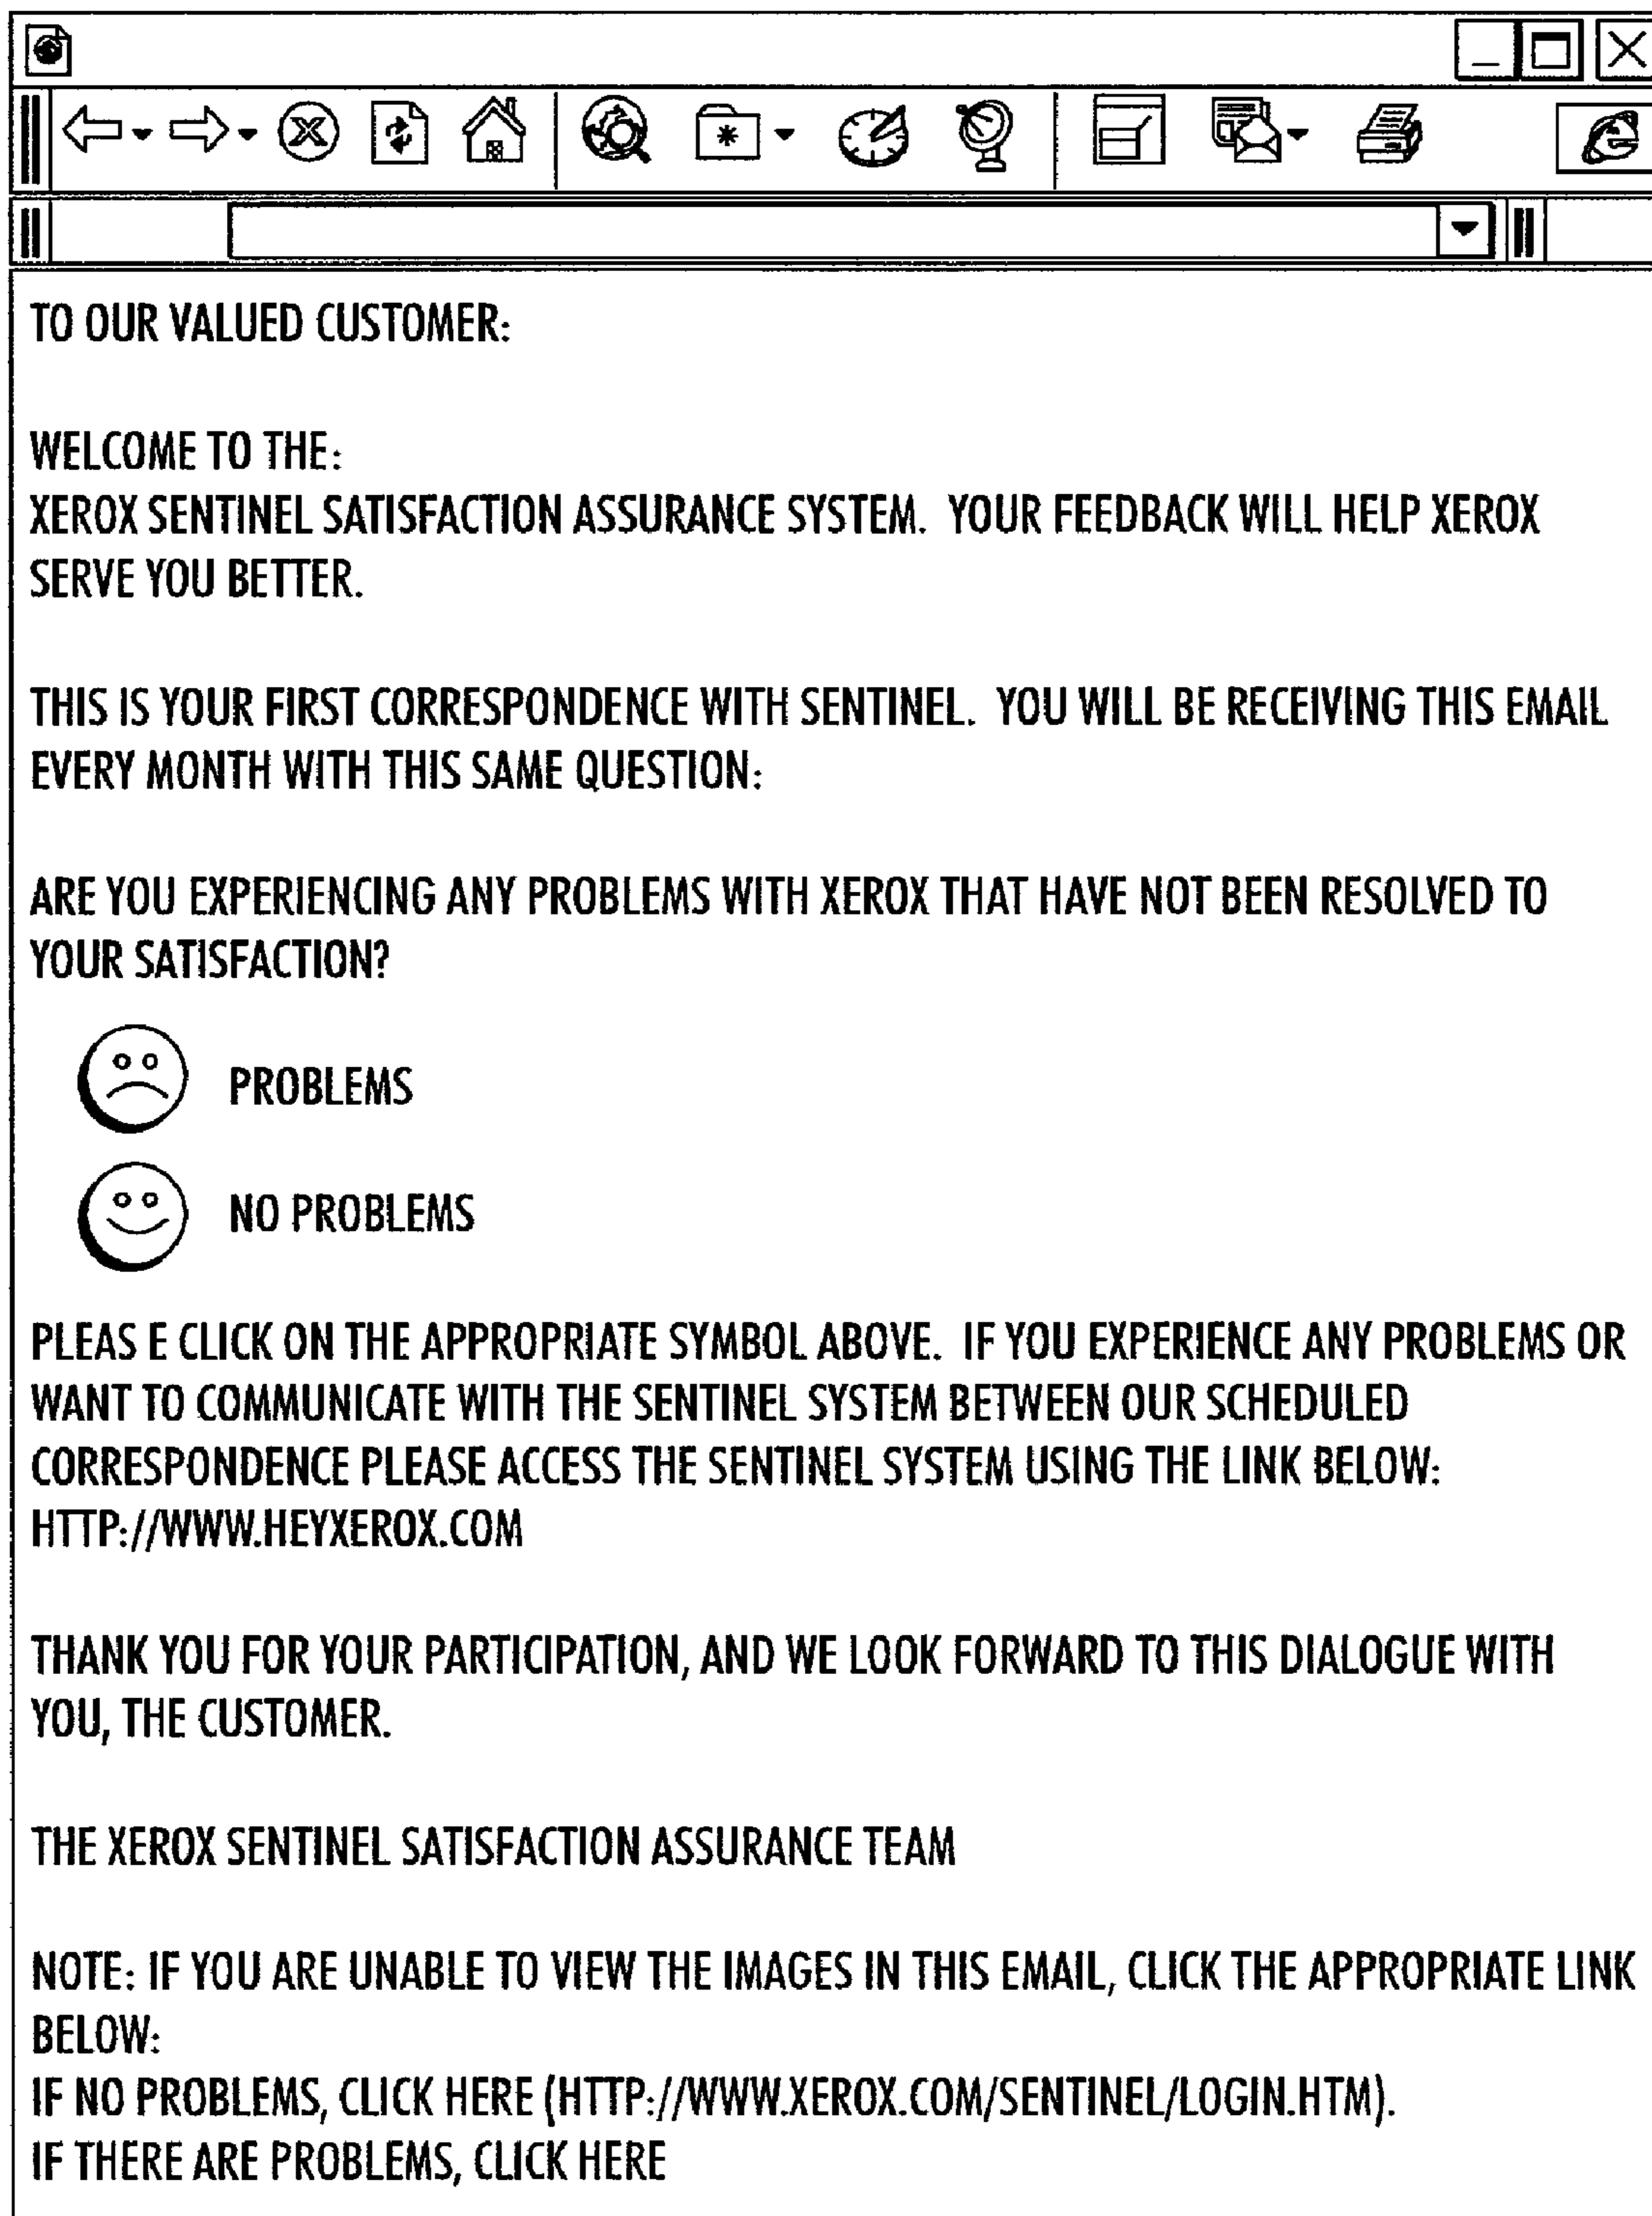 TO OUR VALUED CUSTOMER:
WELCOME TO THE:
XEROX SENTINEL SATISFACTION ASSURANCE SYSTEM. YOUR FEEDBACK WILL HELP XEROX
SERVE YOU BETTER.
THIS IS YOUR FIRST CORRESPONDENCE WITH SENTINEL. YOU WILL BE RECEIVING THIS EMAIL
EVERY MONTH WITH THIS SAME QUESTION:
ARE YOU EXPERIENCING ANY PROBLEMS WITH XEROX THAT HAVE NOT BEEN RESOLVED TO
YOUR SATISFACTION?
PROBLEMS
NO PROBLEMS
PLEAS E CLICK ON THE APPROPRIATE SYMBOL ABOVE. IF YOU EXPERIENCE ANY PROBLEMS OR
WANT TO COMMUNICATE WITH THE SENTINEL SYSTEM BETWEEN OUR SCHEDULED
CORRESPONDENCE PLEASE ACCESS THE SENTINEL SYSTEM USING THE LINK BELOW:
HTTP://WWW.HEYXEROX.COM
THANK YOU FOR YOUR PARTICIPATION, AND WE LOOK FORWARD TO THIS DIALOGUE WITH
YOU, THE CUSTOMER.
THE XEROX SENTINEL SATISFACTION ASSURANCE TEAM
NOTE: IF YOU ARE UNABLE TO VIEW THE IMAGES IN THIS EMAIL, CLICK THE APPROPRIATE LINK
BELOW:
IF NO PROBLEMS, CLICK HERE (HTTP://WWW.XEROX.COM/SENTINEL/LOGIN.HTM).
IF THERE ARE PROBLEMS, CLICK HERE